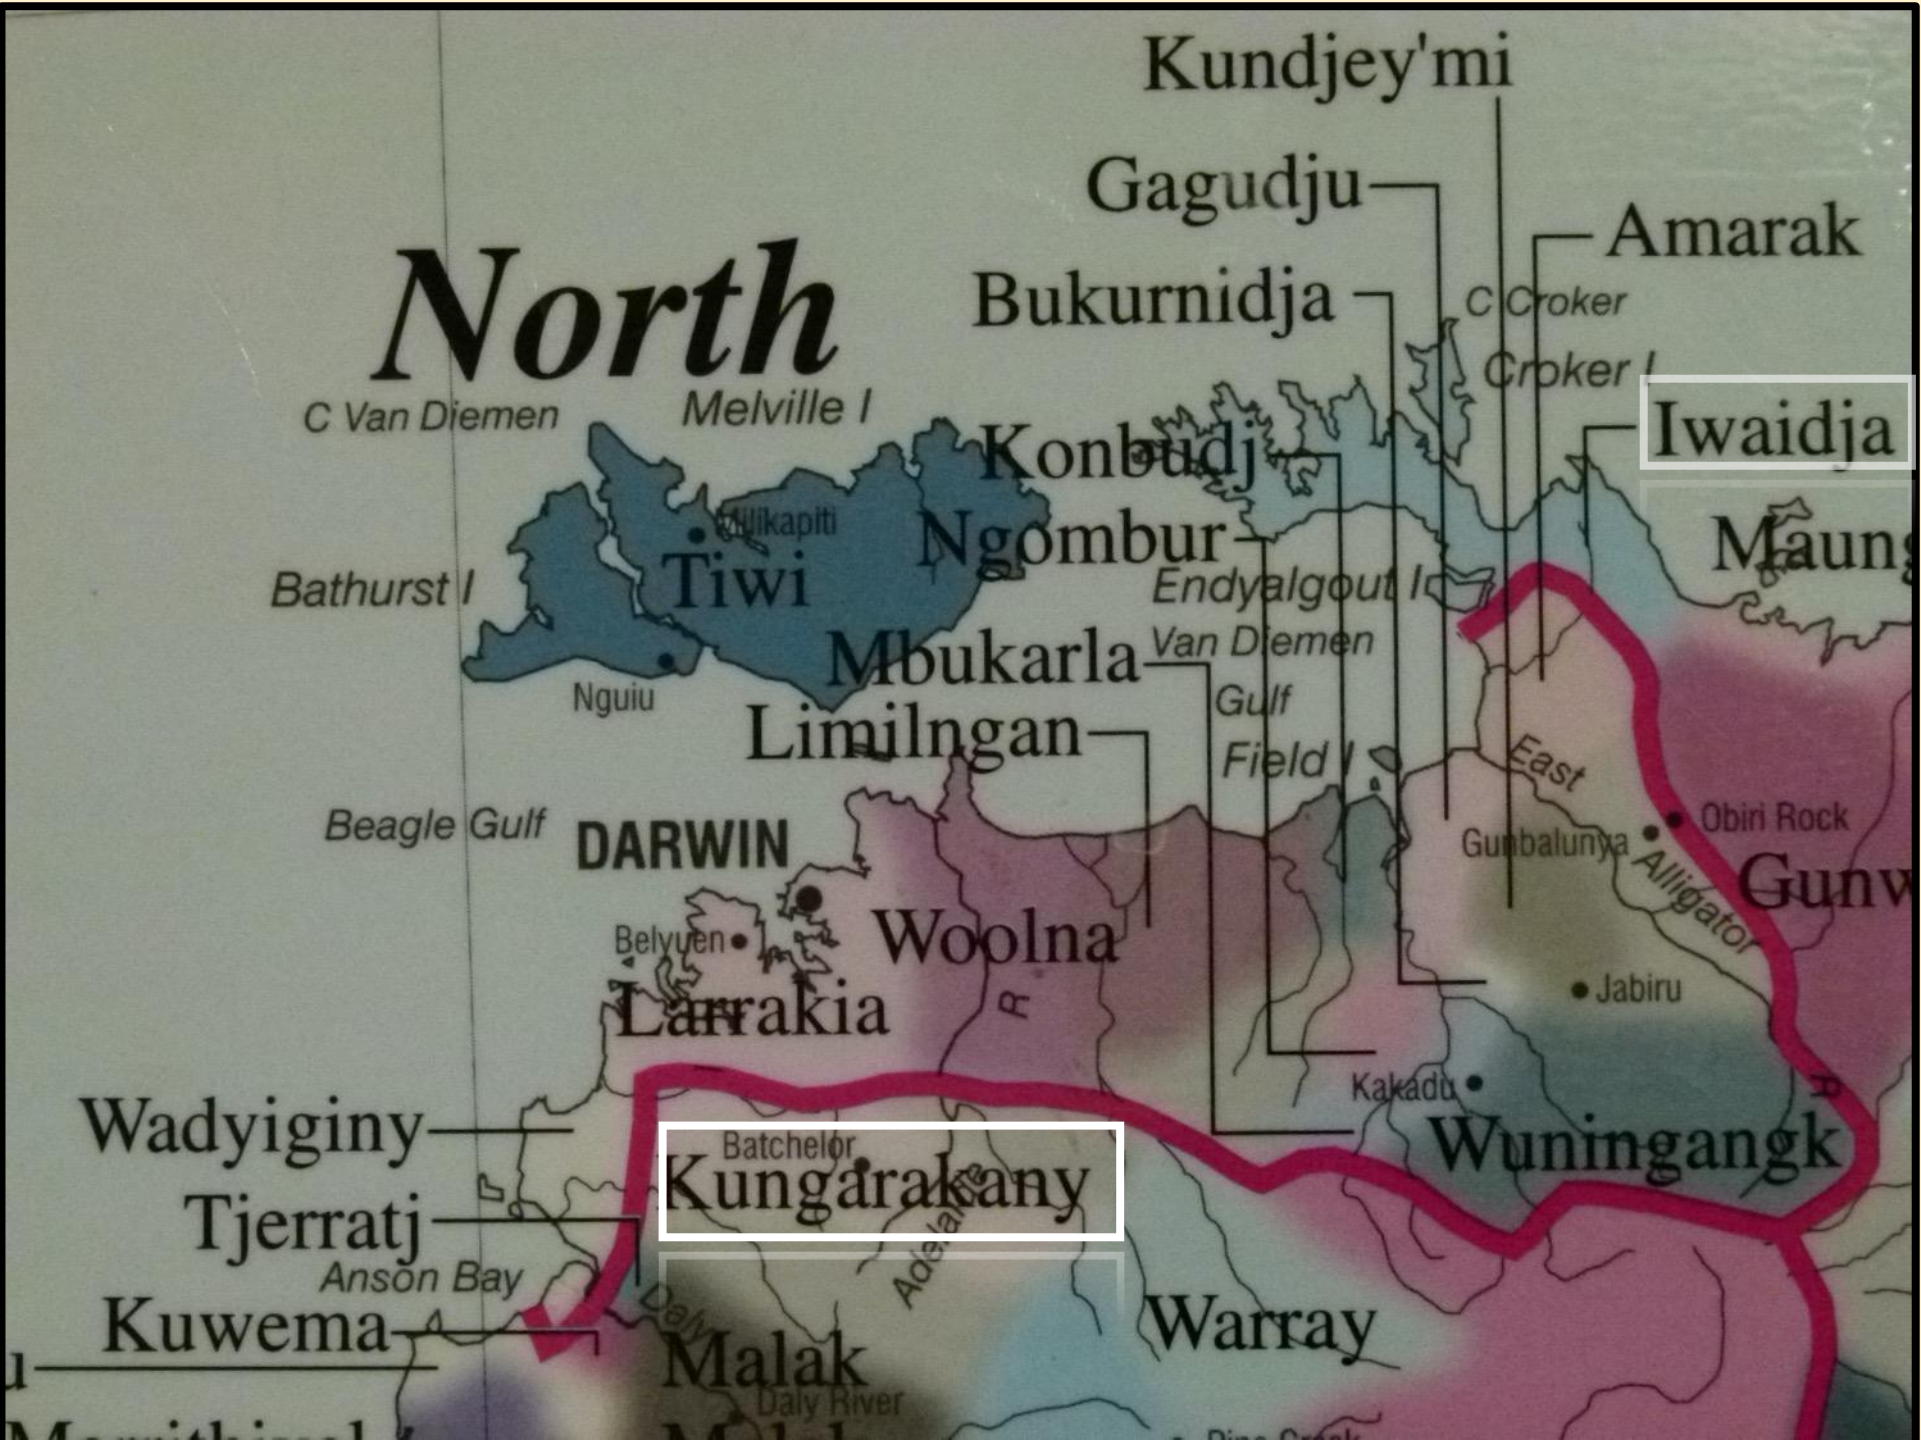 Kundjey'mi
Gagudju
Amarak
Bukurnidja
C Croker
North
Croker I
C Van Diemen
Melville I
Iwaidja
Konbudj
Milikapiti
Ngombur
Maung
Tiwi
Bathurst I
Endyalgout I
Van Diemen
Mbukarla
Nguiu
Gulf
Limilngan
Field I
East
Beagle Gulf
DARWIN
Obiri Rock
Gunbalunya
Alligator
Gunw
Belyuen
Woolna
Jabiru
Larrakia
R
Kakadu
R
Wadyiginy
Batchelor
Wuningangk
Kungarakany
Tjerratj
Adelaide
Anson Bay
Daly
Kuwema
Warray
Malak
u
Daly River